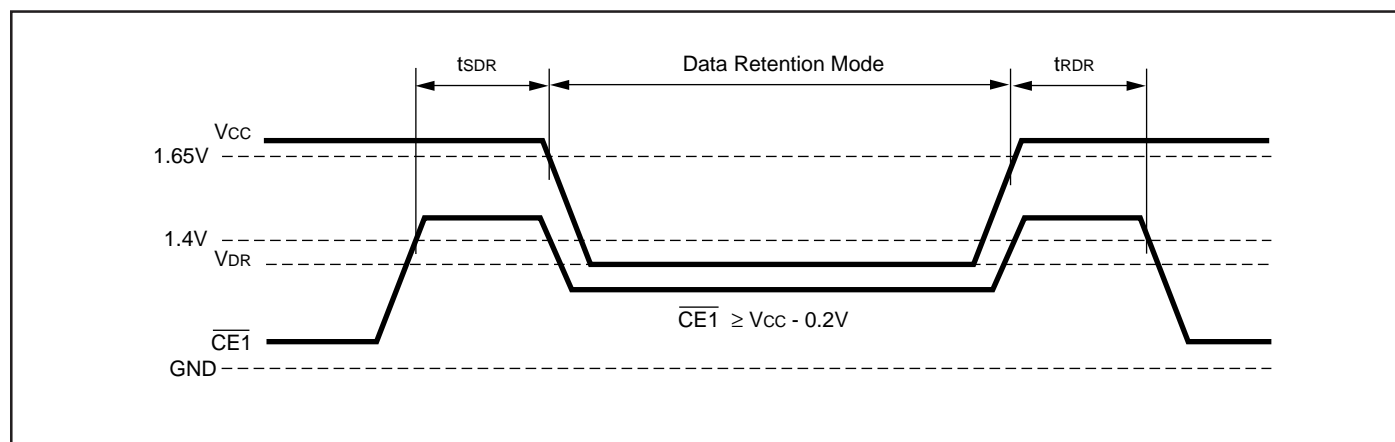 tSDR
Data Retention Mode
tRDR
VCC
1.65V
1.4V
VDR
CE1 ≥ VCC - 0.2V
CE1
GND